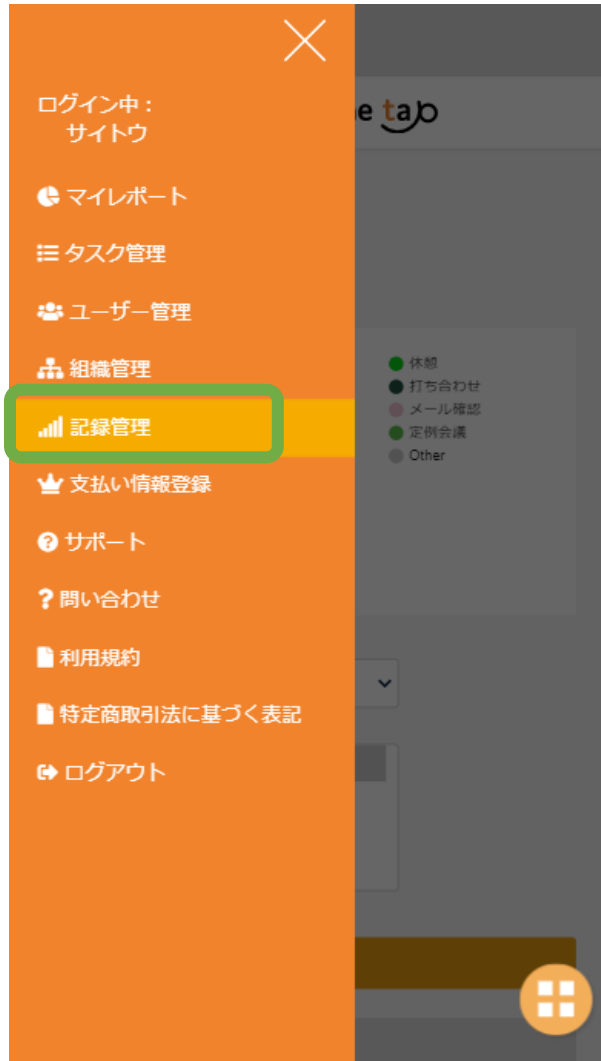 ログイン中：
サイトウ
e tap
マイレポート
タスク管理
ユーザー管理
組織管理
記録管理
支払い情報登録
サポート
問い合わせ
利用規約
特定商取引法に基づく表記
ログアウト
休憩
打ち合わせ
メール確認
定例会議
Other